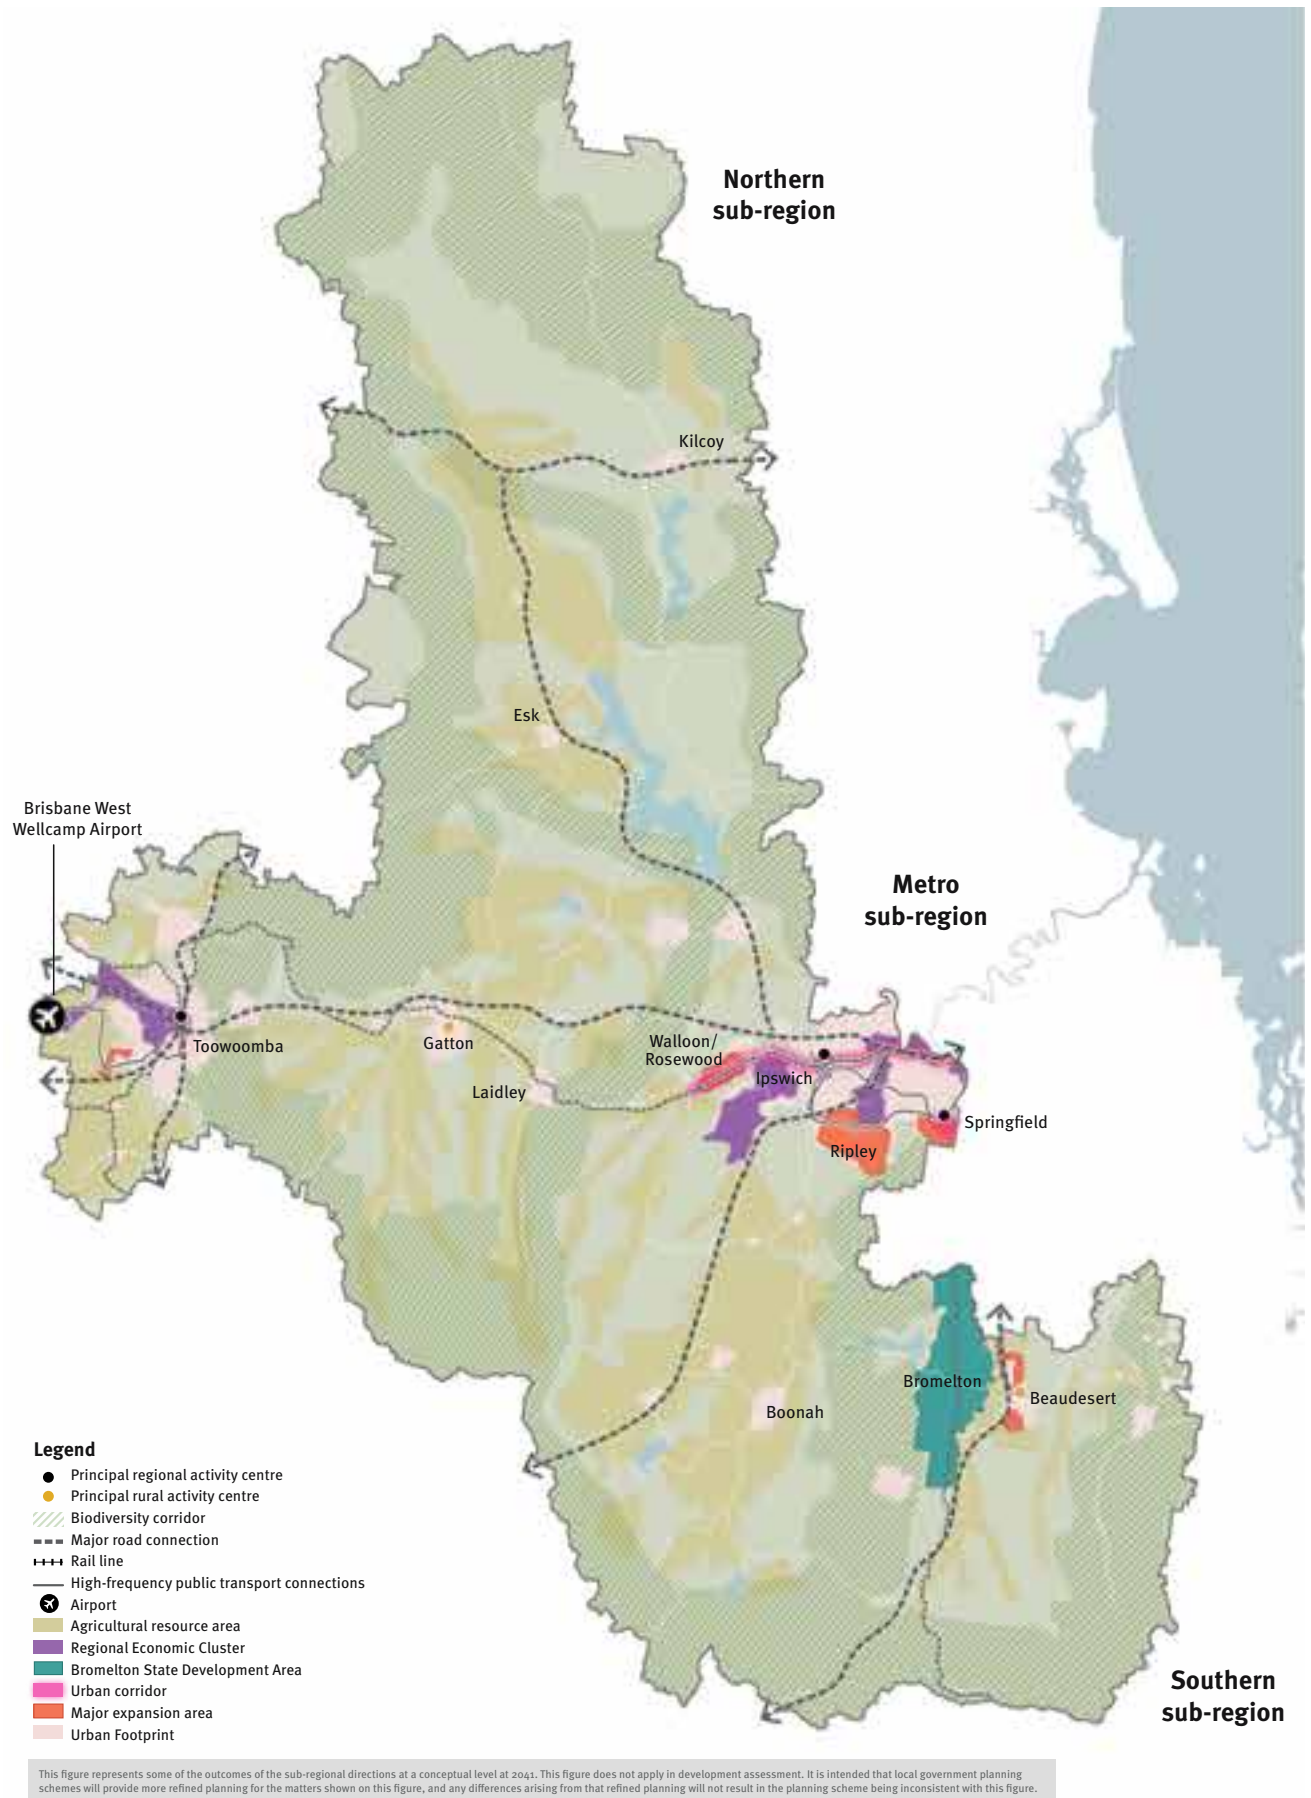 Northern
sub-region
Kilcoy
Esk
Brisbane West
Wellcamp Airport
Metro
sub-region
Toowoomba
Gatton
Laidley
Walloon/
Rosewood
Ipswich
Springfield
Ripley
Bromelton
Beaudesert
Boonah
Southern
sub-region
Legend
Principal regional activity centre
Principal rural activity centre
Biodiversity corridor
Major road connection
Rail line
High-frequency public transport connections
Airport
Agricultural resource area
Regional Economic Cluster
Bromelton State Development Area
Urban corridor
Major expansion area
Urban Footprint
This figure represents some of the outcomes of the sub-regional directions at a conceptual level at 2041. This figure does not apply in development assessment. It is intended that local government planning
schemes will provide more refined planning for the matters shown on this figure, and any differences arising from that refined planning will not result in the planning scheme being inconsistent with this figure.